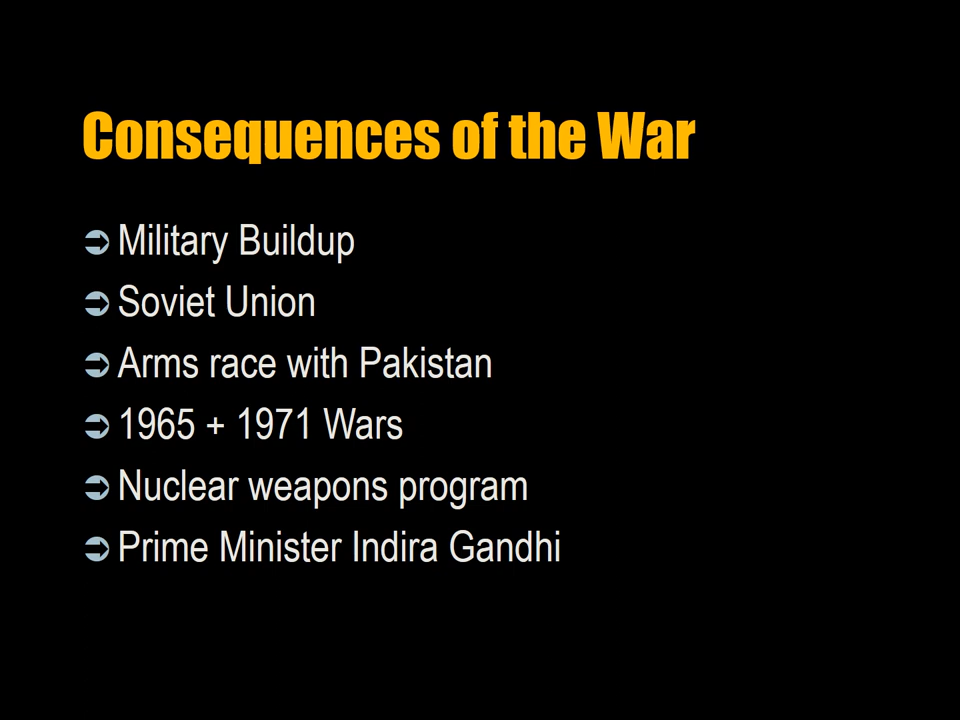 Consequences of the War
➲ Military Buildup
➲ Soviet Union
➲ Arms race with Pakistan
➲ 1965 + 1971 Wars
➲ Nuclear weapons program
➲ Prime Minister Indira Gandhi